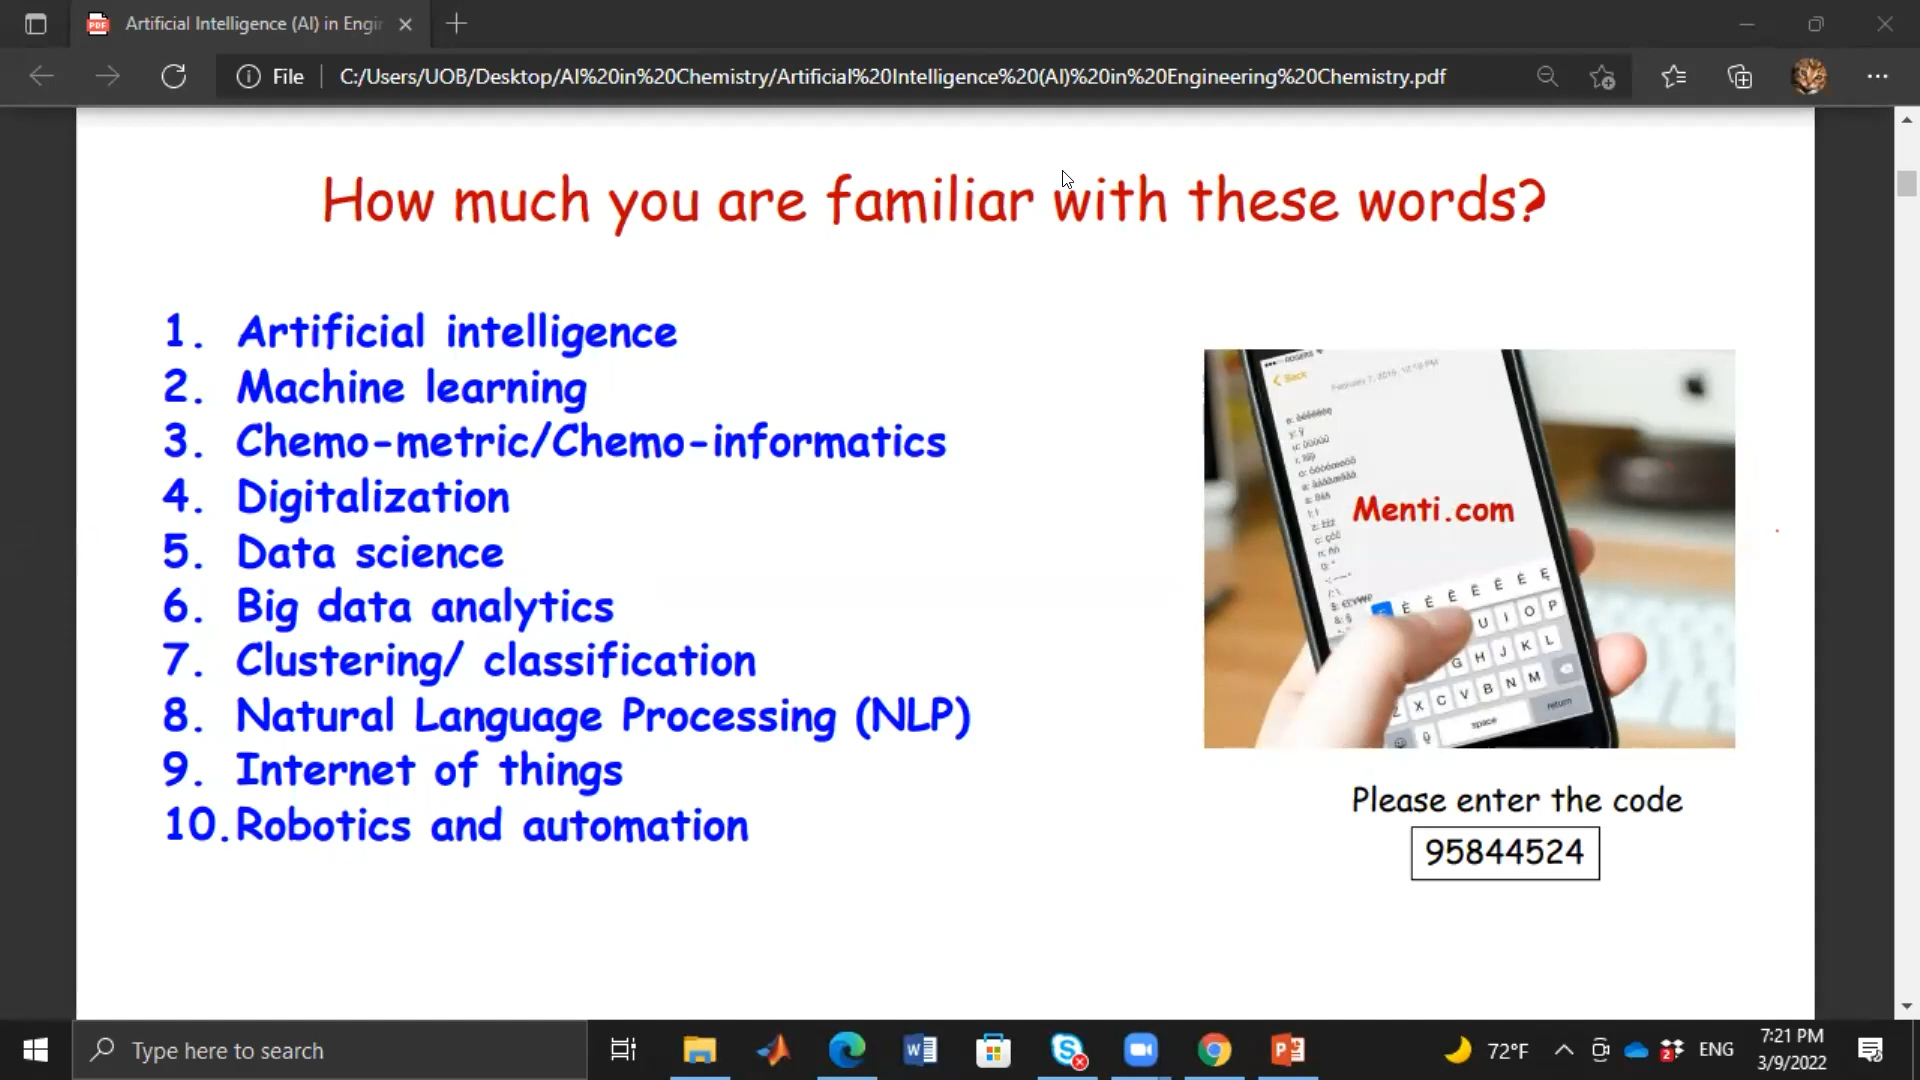 Artificial Intelligence (AI) in Engi
File
C:/Users/UOB/Desktop/AI%20in%20Chemistry/Artificial%20Intelligence%20(AI)%20in%20Engineering%20Chemistry.pdf
How much you are familiar with these words?
1. Artificial intelligence
2. Machine learning
3. Chemo-metric/Chemo-informatics
4. Digitalization
5. Data science
6. Big data analytics
7. Clustering/ classification
8. Natural Language Processing (NLP)
9. Internet of things
10. Robotics and automation
Back
Menti.com
È É Ê Ë Ē Ė Ę
U I O P
G H J K L
Z X C V B N M
space
return
Please enter the code
95844524
Type here to search
72°F
ENG
7:21 PM
3/9/2022